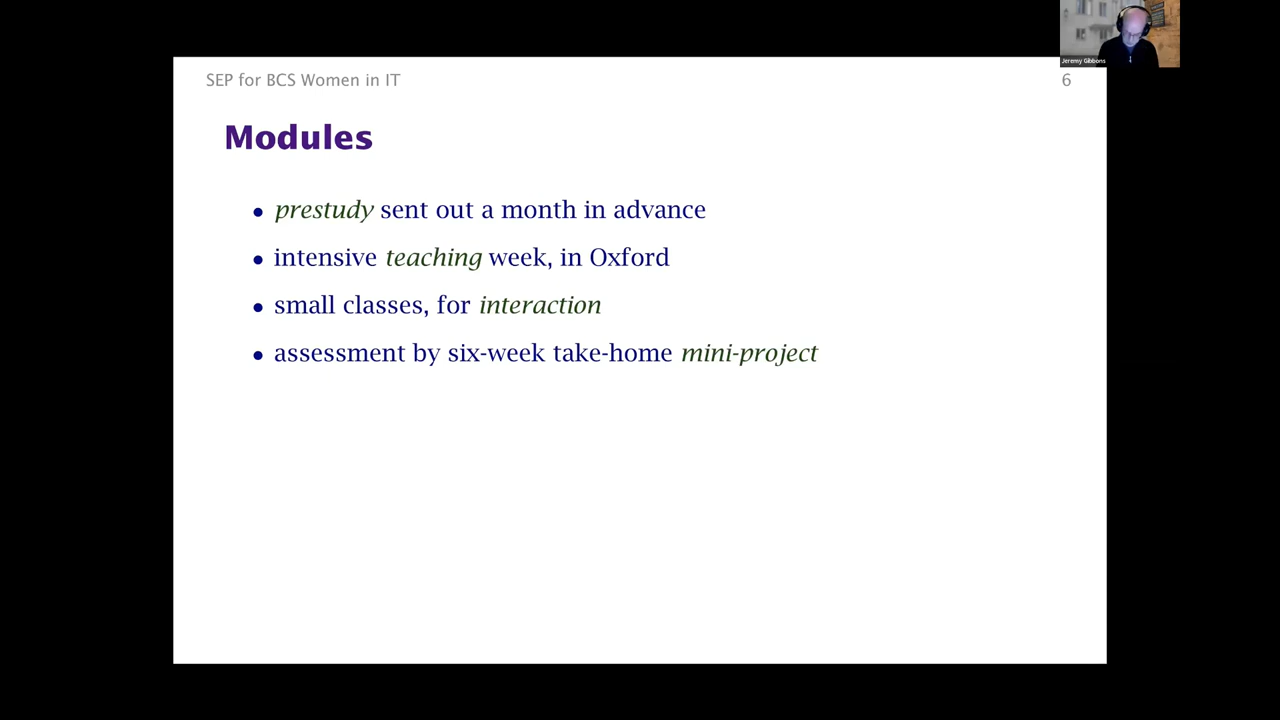 Jeremy Gibbons
SEP for BCS Women in IT
6
Modules
• prestudy sent out a month in advance
• intensive teaching week, in Oxford
• small classes, for interaction
• assessment by six-week take-home mini-project